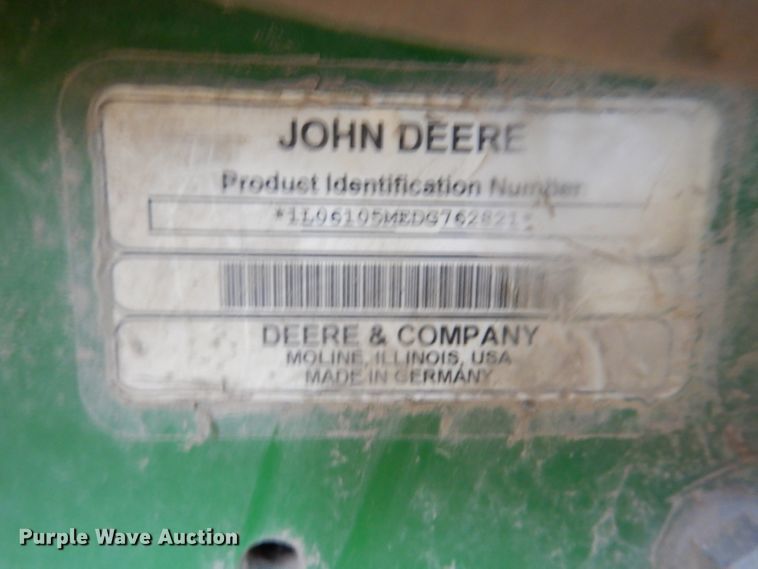 JOHN DEERE
Product Identification Number
*1L06105MEDG762821*
DEERE & COMPANY
MOLINE, ILLINOIS, USA
MADE IN GERMANY
Purple Wave Auction